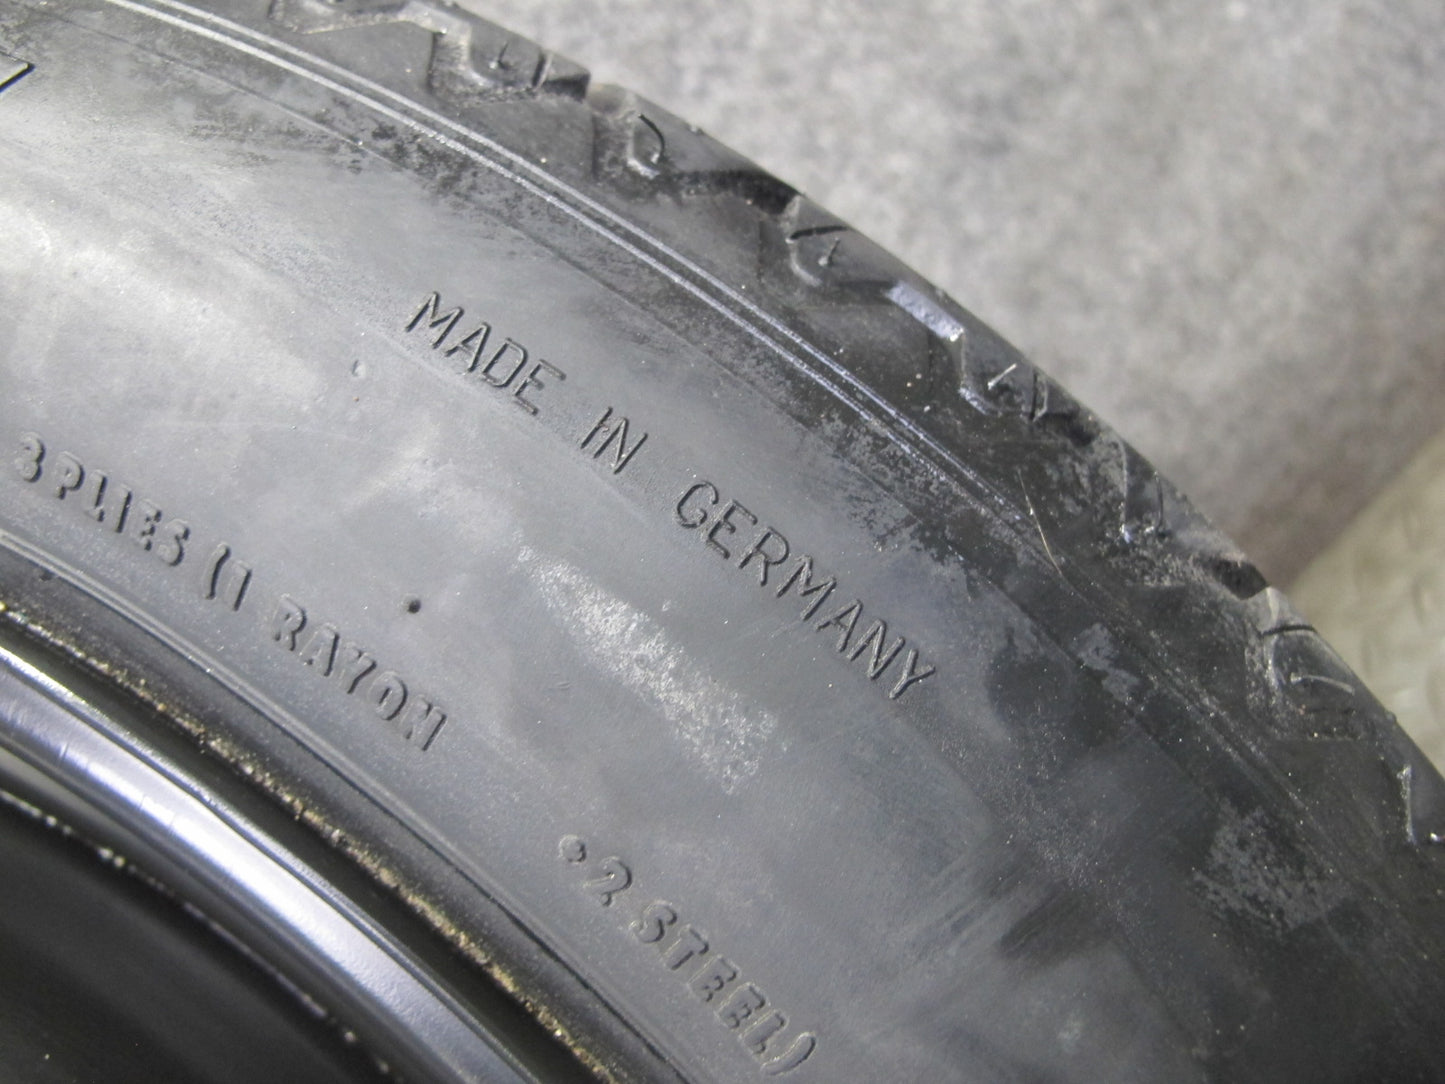 MADE IN GERMANY
3 PLIES (1 RAYON
+2 STEEL)